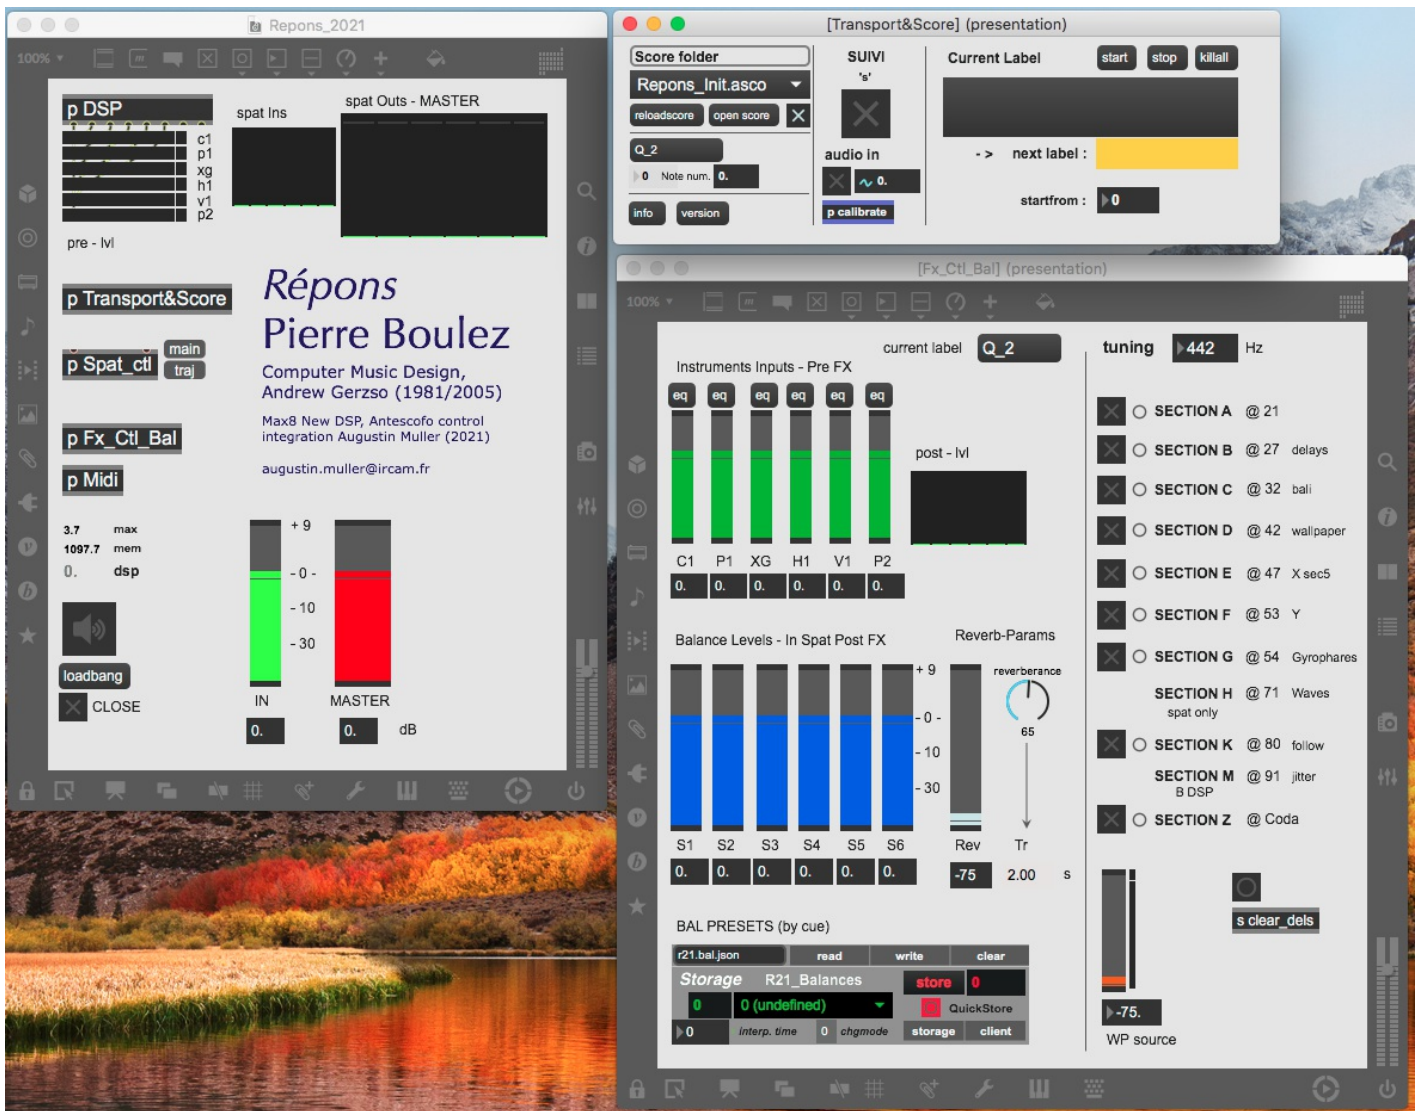 Repons_2021
100%
p DSP
c1
p1
xg
h1
v1
p2
pre - lvl
spat Ins
spat Outs - MASTER
p Transport&Score
p Spat_ctl
main
traj
p Fx_Ctl_Bal
p Midi
Répons
Pierre Boulez
Computer Music Design,
Andrew Gerzso (1981/2005)
Max8 New DSP, Antescofo control
integration Augustin Muller (2021)
augustin.muller@ircam.fr
3.7 max
1097.7 mem
0. dsp
loadbang
CLOSE
+ 9
- 0 -
- 10
- 30
IN
MASTER
0.
0.
dB
[Transport&Score] (presentation)
Score folder
Repons_Init.asco
reloadscore
open score
Q_2
0
Note num.
0.
info
version
SUIVI
's'
audio in
0.
p calibrate
Current Label
start
stop
killall
- > next label :
startfrom :
0
[Fx_Ctl_Bal] (presentation)
100%
current label
Q_2
Instruments Inputs - Pre FX
eq eq eq eq eq eq
C1 P1 XG H1 V1 P2
0. 0. 0. 0. 0. 0.
post - lvl
Balance Levels - In Spat Post FX
+ 9
- 0 -
- 10
- 30
S1 S2 S3 S4 S5 S6
0. 0. 0. 0. 0. 0.
Reverb-Params
reverberance
65
Rev
Tr
-75
2.00 s
BAL PRESETS (by cue)
r21.bal.json
read
write
clear
Storage
R21_Balances
store
0
0
0 (undefined)
QuickStore
0
interp. time
0
chgmode
storage
client
tuning
442
Hz
SECTION A @ 21
SECTION B @ 27 delays
SECTION C @ 32 bali
SECTION D @ 42 wallpaper
SECTION E @ 47 X sec5
SECTION F @ 53 Y
SECTION G @ 54 Gyrophares
SECTION H @ 71 Waves
spat only
SECTION K @ 80 follow
SECTION M @ 91 jitter
B DSP
SECTION Z @ Coda
s clear_dels
-75.
WP source